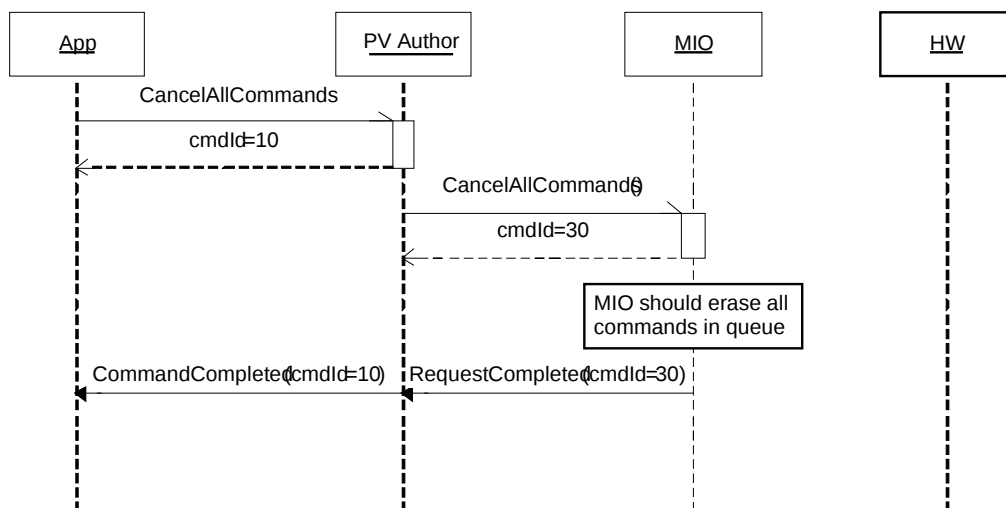 App
PV Author
MIO
HW
CancelAllCommands
cmdId=10
CancelAllCommands()
cmdId=30
MIO should erase all
commands in queue
CommandCompleted(cmdId=10)
RequestCompleted(cmdId=30)